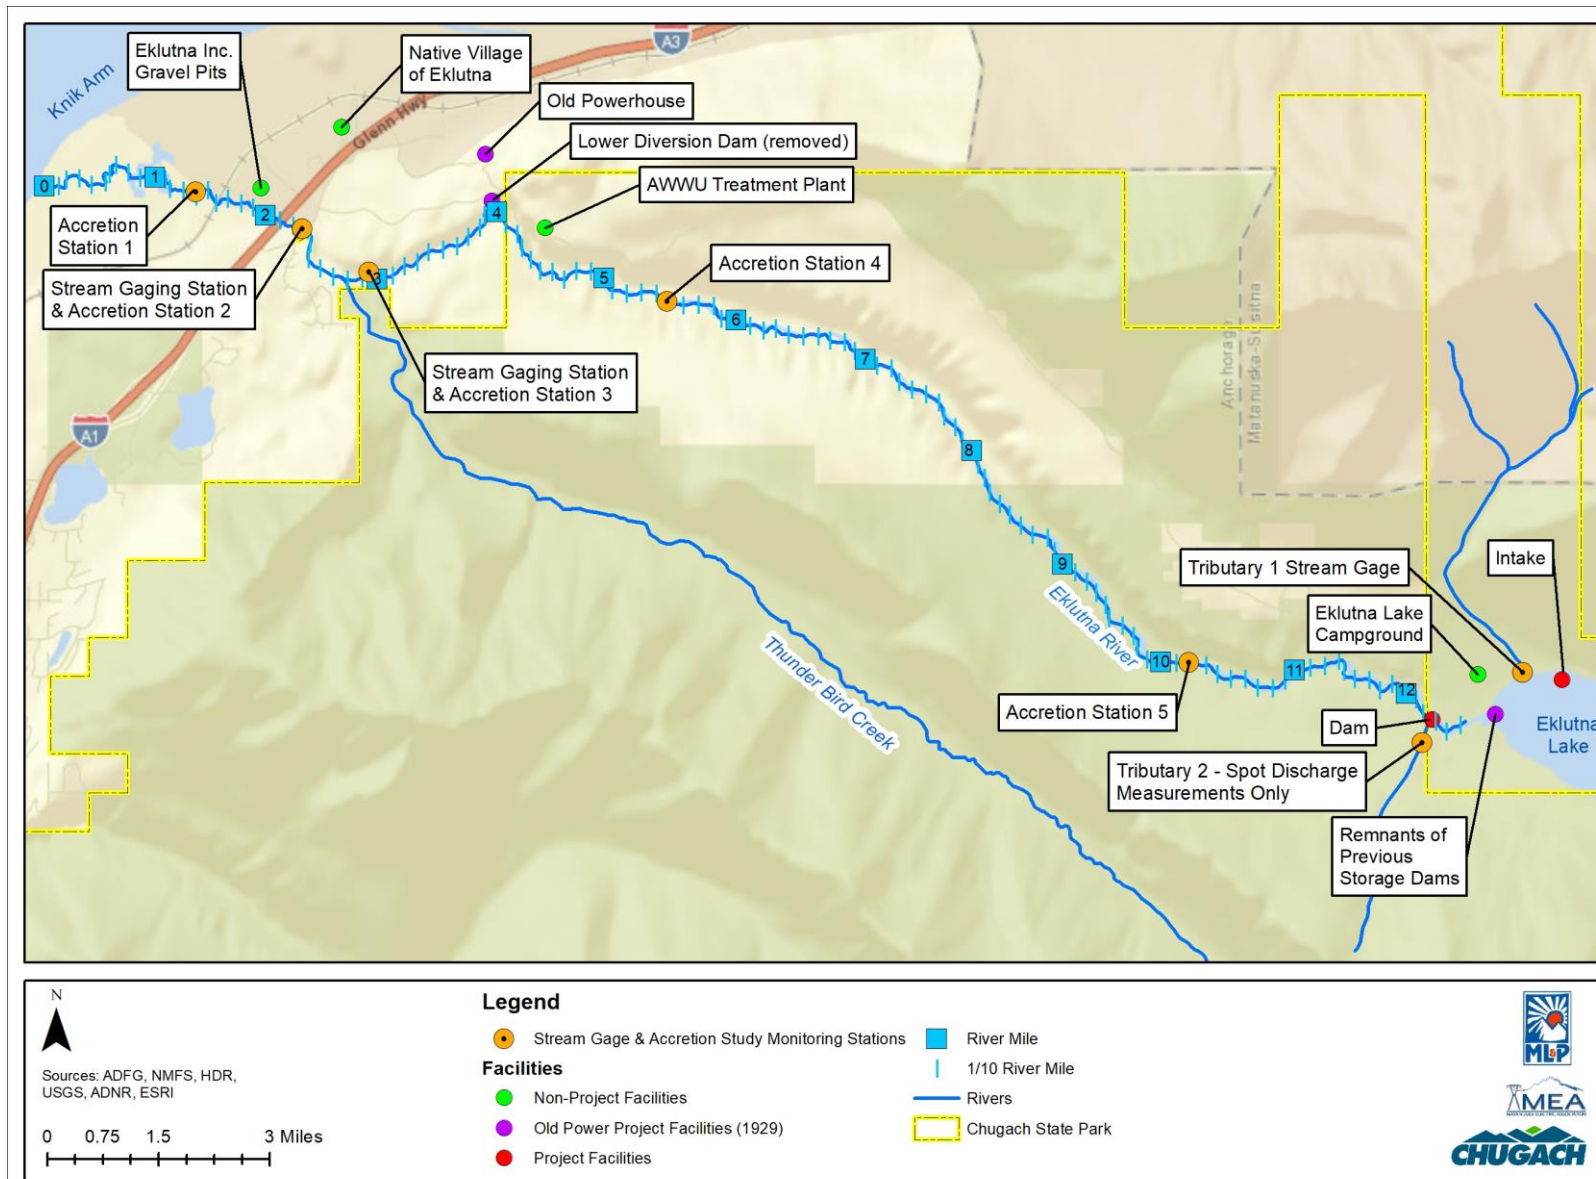 Eklutna Inc.
Gravel Pits
Native Village
of Eklutna
A3
Knik Arm
Glenn Hwy
Old Powerhouse
Lower Diversion Dam (removed)
AWWU Treatment Plant
0
1
2
3
4
5
6
7
8
9
10
11
12
Accretion
Station 1
Stream Gaging Station
& Accretion Station 2
Accretion Station 4
Stream Gaging Station
& Accretion Station 3
A1
Anchorage
Matanuska-Susitna
Tributary 1 Stream Gage
Intake
Eklutna Lake
Campground
Eklutna River
Thunder Bird Creek
Accretion Station 5
Dam
Eklutna
Lake
Tributary 2 - Spot Discharge
Measurements Only
Remnants of
Previous
Storage Dams
N
Sources: ADFG, NMFS, HDR,
USGS, ADNR, ESRI
0 0.75 1.5 3 Miles
Legend
Stream Gage & Accretion Study Monitoring Stations
Facilities
Non-Project Facilities
Old Power Project Facilities (1929)
Project Facilities
River Mile
1/10 River Mile
Rivers
Chugach State Park
ML&P
MEA
CHUGACH